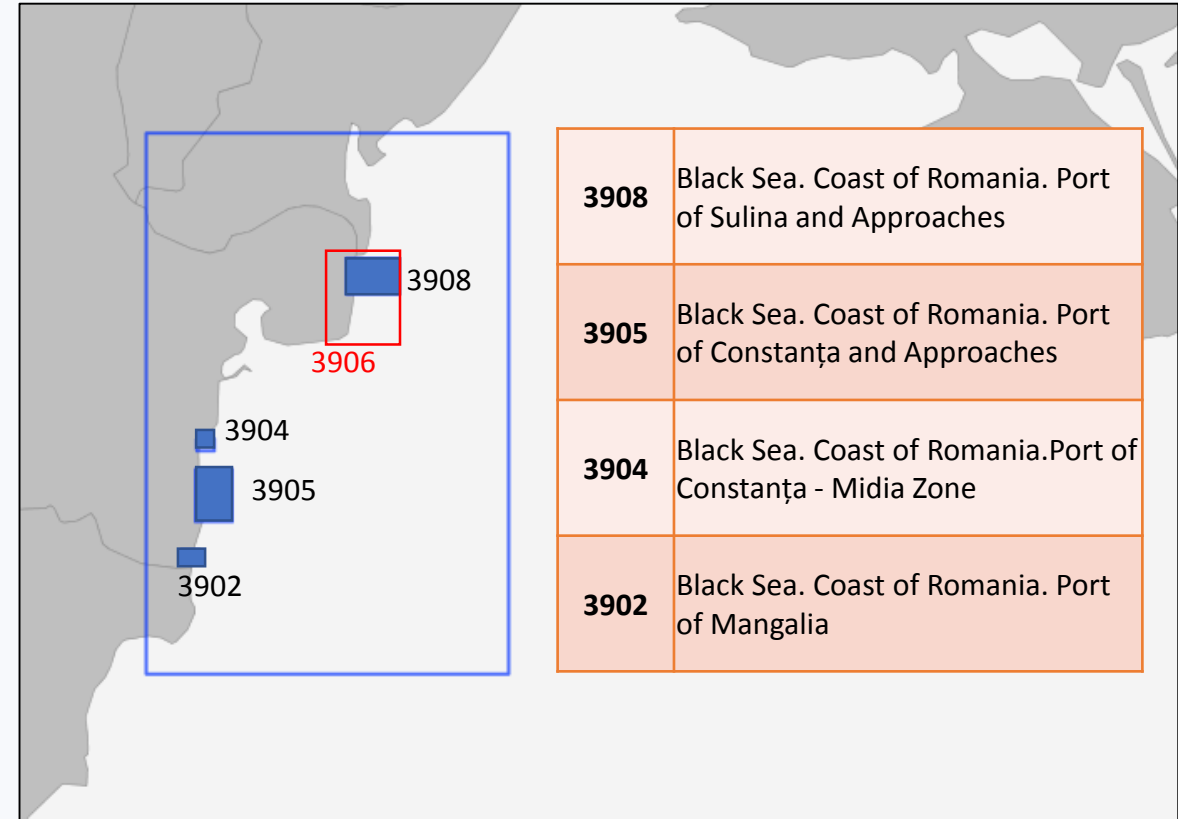 3908
3906
3904
3905
3902
3908
Black Sea. Coast of Romania. Port
of Sulina and Approaches
3905
Black Sea. Coast of Romania. Port
of Constanța and Approaches
3904
Black Sea. Coast of Romania.Port of
Constanța - Midia Zone
3902
Black Sea. Coast of Romania. Port
of Mangalia